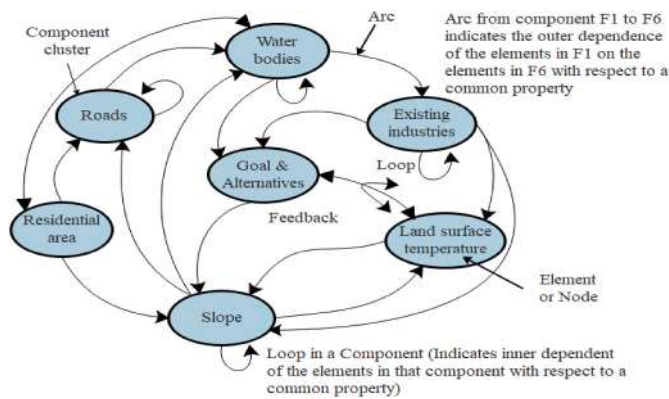 Arc
Arc from component F1 to F6
indicates the outer dependence
of the elements in F1 on the
elements in F6 with respect to a
common property
Component
cluster
Water
bodies
Roads
Existing
industries
Loop
Goal &
Alternatives
Feedback
Residential
area
Land surface
temperature
Element
or Node
Slope
Loop in a Component (Indicates inner dependent
of the elements in that component with respect to a
common property)